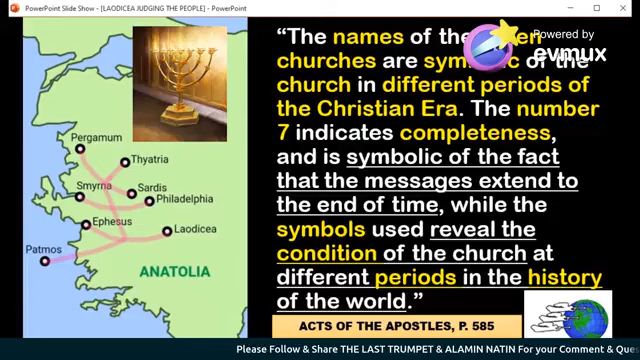 PowerPoint Slide Show - [LAODICEA JUDGING THE PEOPLE] - PowerPoint
Pergamum
Thyatria
Smyrna
Sardis
Philadelphia
Ephesus
Laodicea
Patmos
ANATOLIA
“The names of the
churches are of the
church in different periods of
the Christian Era. The number
7 indicates completeness,
and is symbolic of the fact
that the messages extend to
the end of time, while the
symbols used reveal the
condition of the church at
different periods in the history
of the world.”
ACTS OF THE APOSTLES, P. 585
Powered by
evmux
Please Follow & Share THE LAST TRUMPET & ALAMIN NATIN For your Comment & Ques